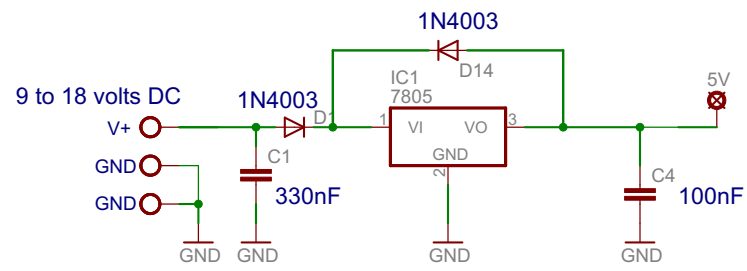 1N4003
D14
IC1
7805
5V
9 to 18 volts DC
1N4003
D1
V+
1
VI
VO
3
GND
2
C1
330nF
GND
GND
C4
100nF
GND
GND
GND
GND